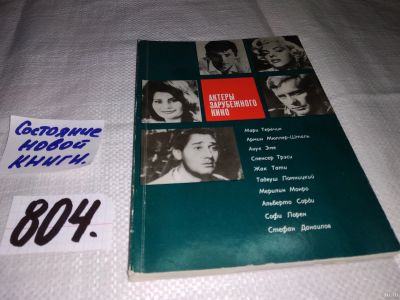 Состояние
новой
книги.
804.
АКТЕРЫ
ЗАРУБЕЖНОГО
КИНО
Мари Теречик
Армин Мюллер-Шталь
Анук Эме
Спенсер Трэси
Жак Тати
Тадеуш Ломницкий
Мерилин Монро
Альберто Сорди
Софи Лорен
Стефан Данаилов